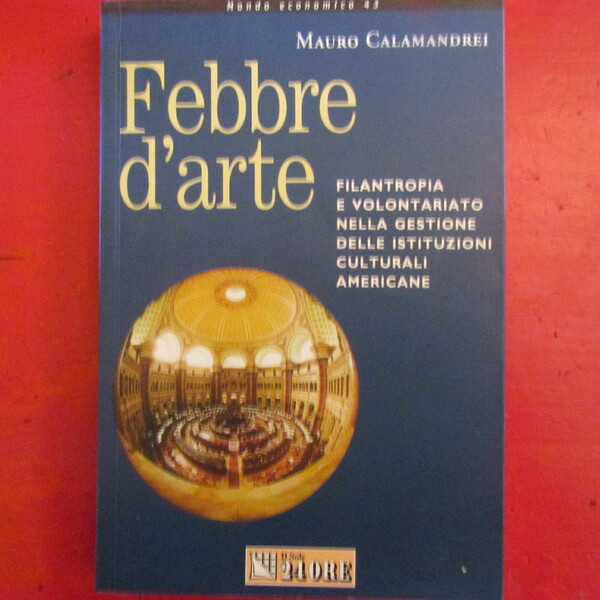 Mondo economico 43
MAURO CALAMANDREI
Febbre
d'arte
FILANTROPIA
E VOLONTARIATO
NELLA GESTIONE
DELLE ISTITUZIONI
CULTURALI
AMERICANE
Il Sole
24 ORE